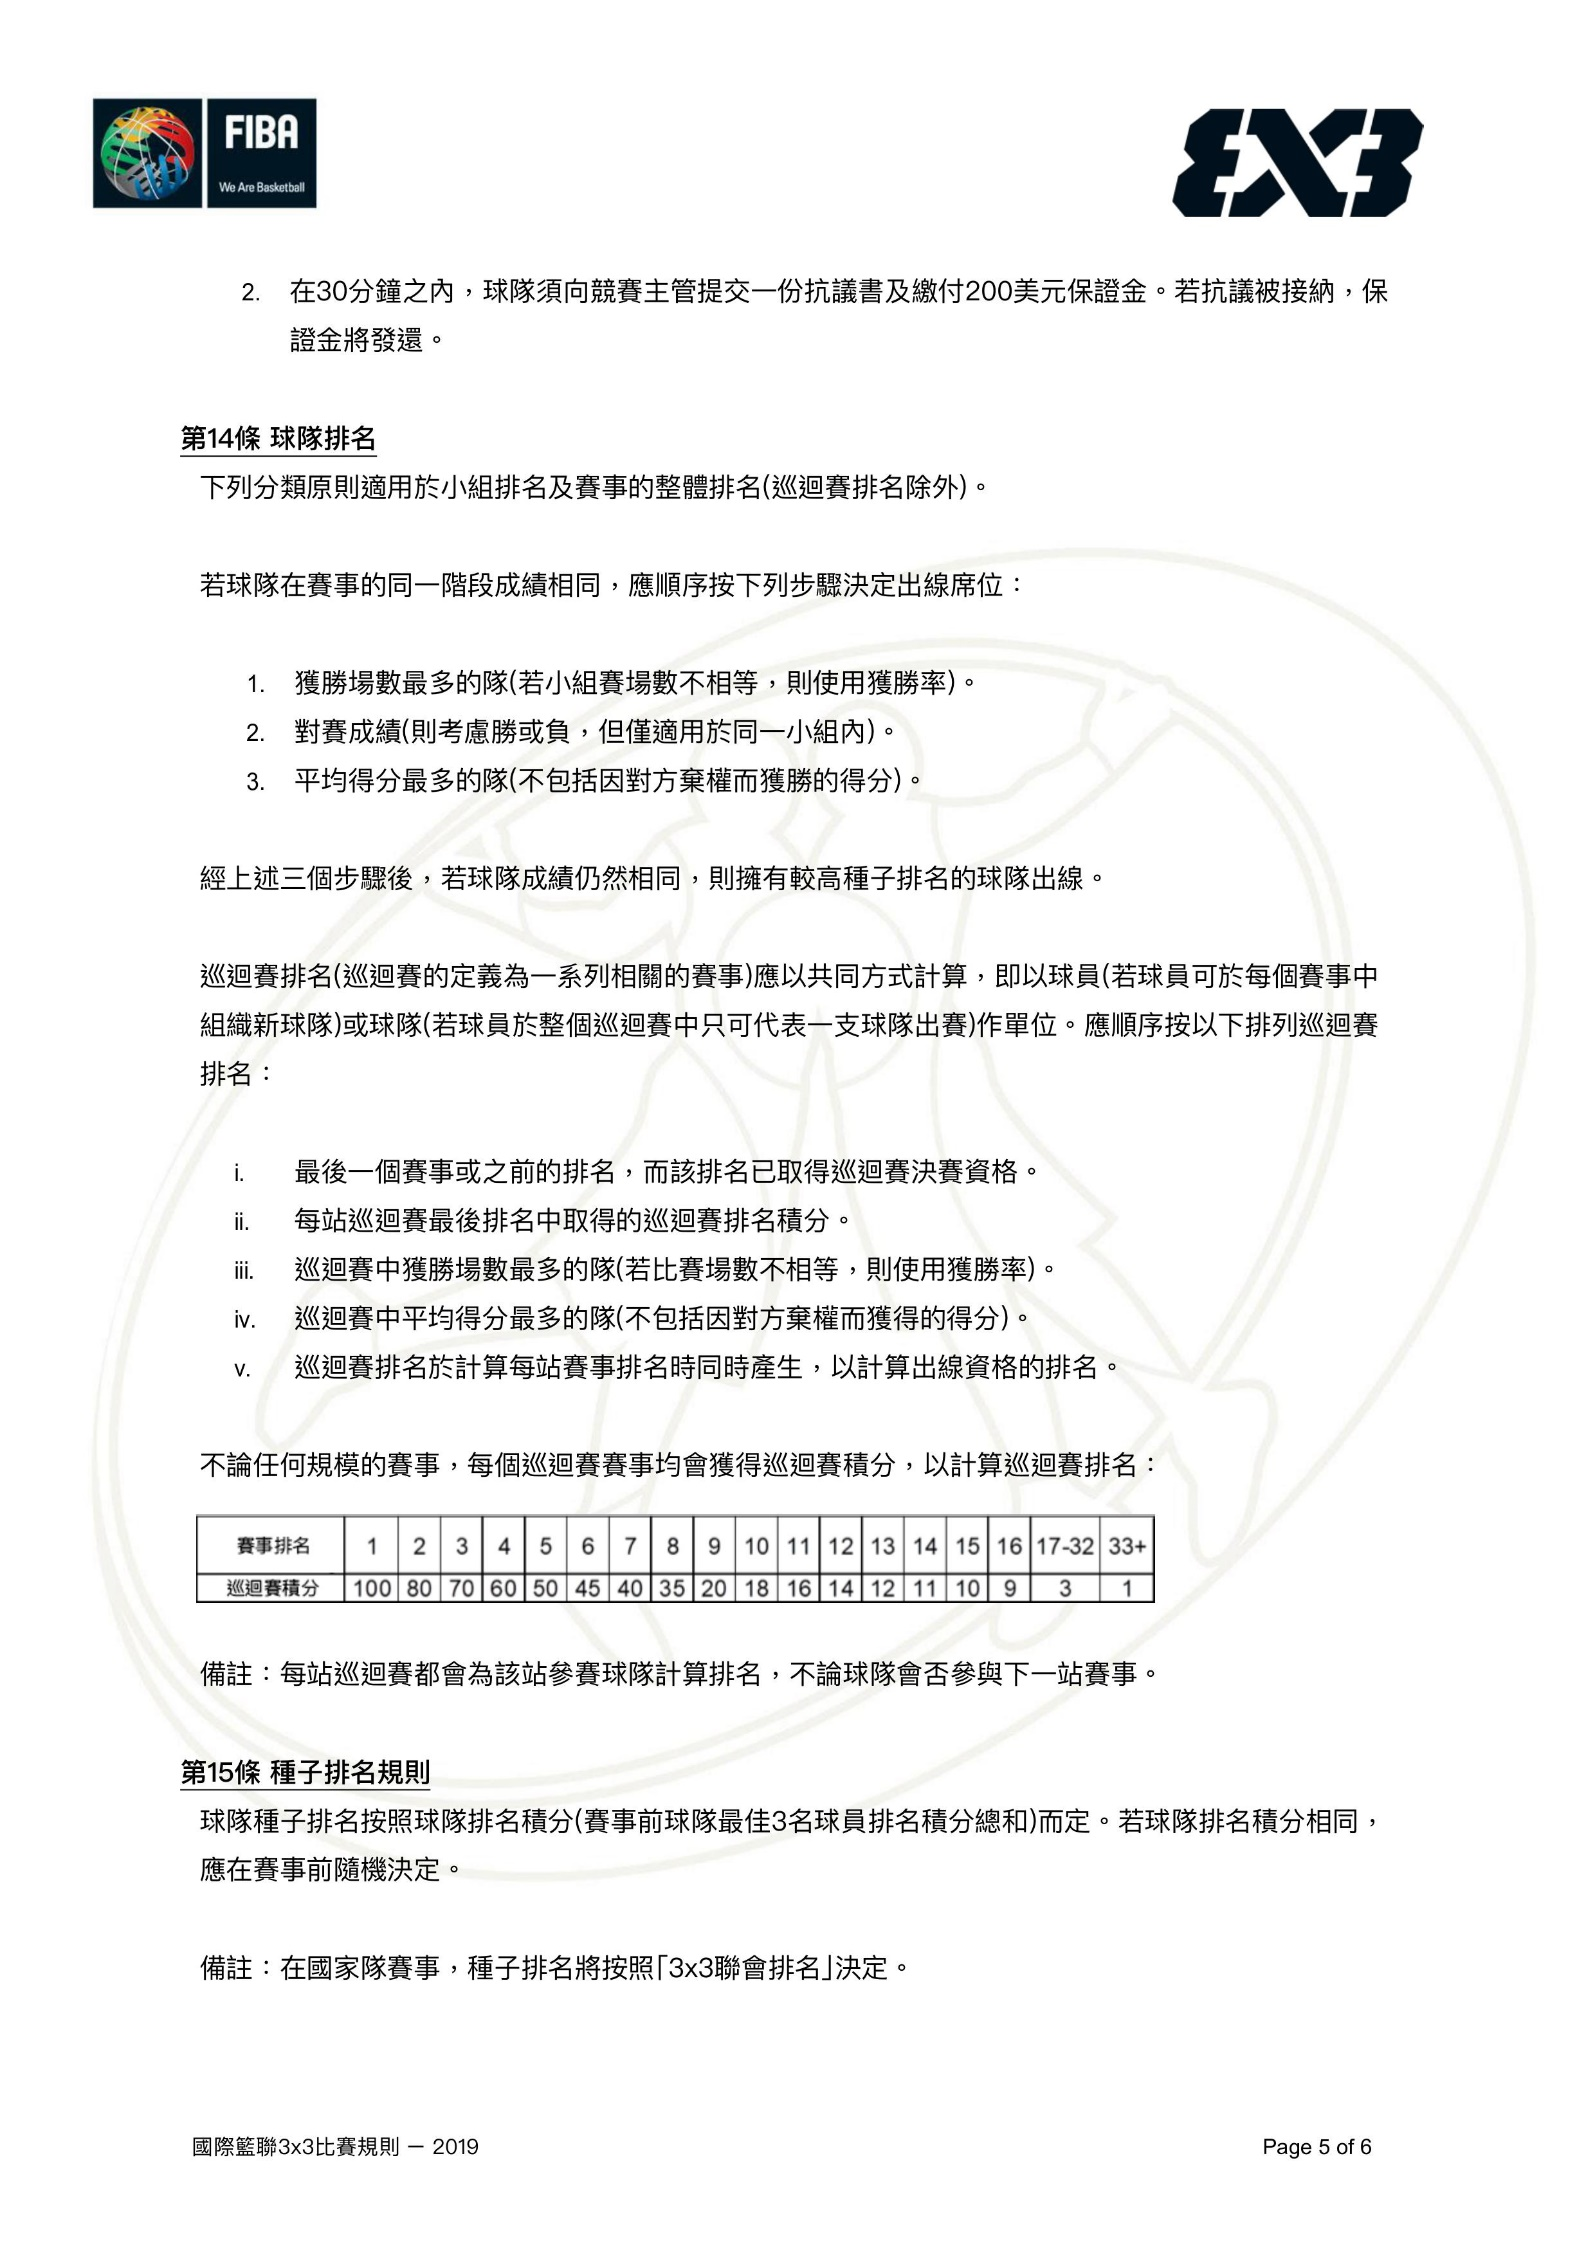 FIBA
We Are Basketball
3X3
2. 在30分鐘之內，球隊須向競賽主管提交一份抗議書及繳付200美元保證金。若抗議被接納，保
證金將發還。
第14條 球隊排名
下列分類原則適用於小組排名及賽事的整體排名(巡迴賽排名除外)。
若球隊在賽事的同一階段成績相同，應順序按下列步驟決定出線席位：
1. 獲勝場數最多的隊(若小組賽場數不相等，則使用獲勝率)。
2. 對賽成績(則考慮勝或負，但僅適用於同一小組內)。
3. 平均得分最多的隊(不包括因對方棄權而獲勝的得分)。
經上述三個步驟後，若球隊成績仍然相同，則擁有較高種子排名的球隊出線。
巡迴賽排名(巡迴賽的定義為一系列相關的賽事)應以共同方式計算，即以球員(若球員可於每個賽事中
組織新球隊)或球隊(若球員於整個巡迴賽中只可代表一支球隊出賽)作單位。應順序按以下排列巡迴賽
排名：
i. 最後一個賽事或之前的排名，而該排名已取得巡迴賽決賽資格。
ii. 每站巡迴賽最後排名中取得的巡迴賽排名積分。
iii. 巡迴賽中獲勝場數最多的隊(若比賽場數不相等，則使用獲勝率)。
iv. 巡迴賽中平均得分最多的隊(不包括因對方棄權而獲得的得分)。
v. 巡迴賽排名於計算每站賽事排名時同時產生，以計算出線資格的排名。
不論任何規模的賽事，每個巡迴賽賽事均會獲得巡迴賽積分，以計算巡迴賽排名：
賽事排名 1 2 3 4 5 6 7 8 9 10 11 12 13 14 15 16 17-32 33+
巡迴賽積分 100 80 70 60 50 45 40 35 20 18 16 14 12 11 10 9 3 1
備註：每站巡迴賽都會為該站參賽球隊計算排名，不論球隊會否參與下一站賽事。
第15條 種子排名規則
球隊種子排名按照球隊排名積分(賽事前球隊最佳3名球員排名積分總和)而定。若球隊排名積分相同，
應在賽事前隨機決定。
備註：在國家隊賽事，種子排名將按照「3x3聯會排名」決定。
國際籃聯3x3比賽規則 － 2019 Page 5 of 6